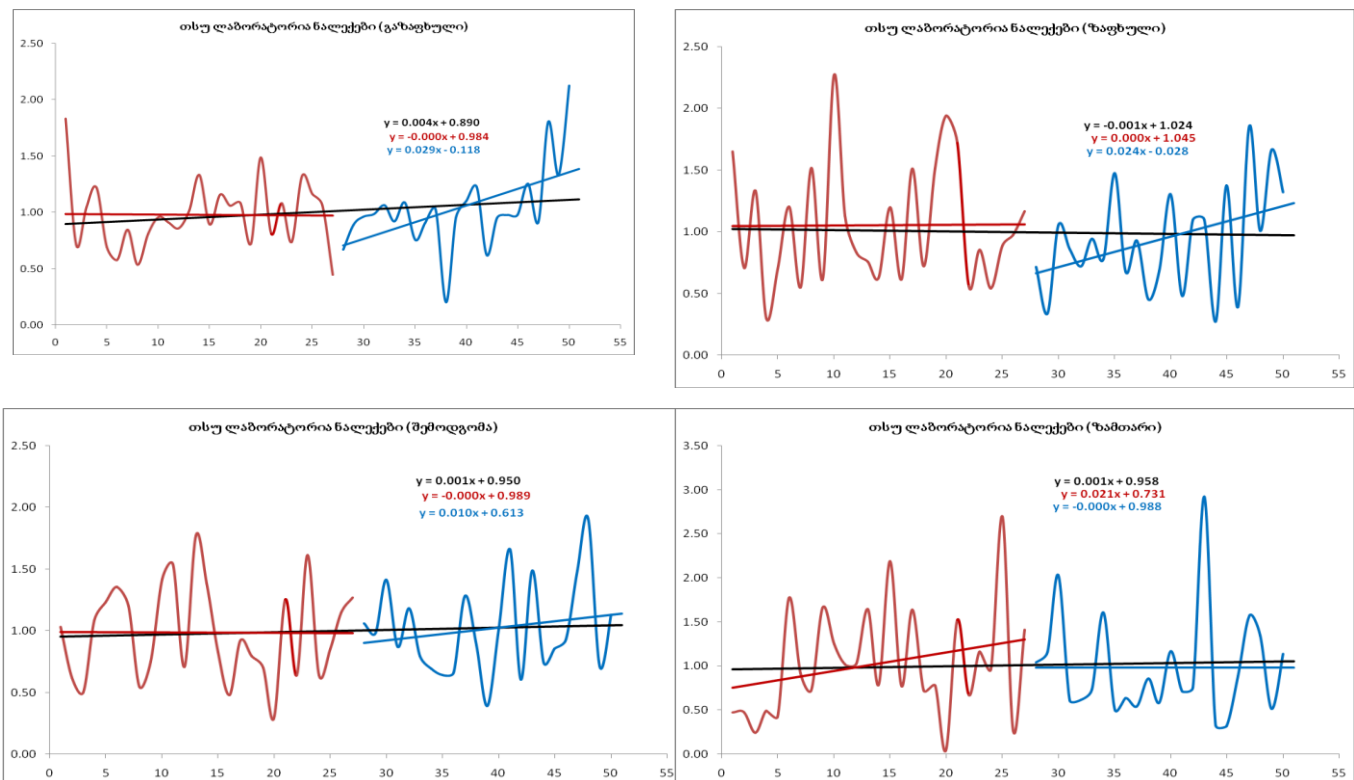 თსუ ლაბორატორია ნალექები (გაზაფხული)
2.50
2.00
1.50
1.00
0.50
0.00
0 5 10 15 20 25 30 35 40 45 50 55
y = 0.004x + 0.890
y = -0.000x + 0.984
y = 0.029x - 0.118
თსუ ლაბორატორია ნალექები (ზაფხული)
2.50
2.00
1.50
1.00
0.50
0.00
0 5 10 15 20 25 30 35 40 45 50 55
y = -0.001x + 1.024
y = 0.000x + 1.045
y = 0.024x - 0.028
თსუ ლაბორატორია ნალექები (შემოდგომა)
2.50
2.00
1.50
1.00
0.50
0.00
0 5 10 15 20 25 30 35 40 45 50 55
y = 0.001x + 0.950
y = -0.000x + 0.989
y = 0.010x + 0.613
თსუ ლაბორატორია ნალექები (ზამთარი)
3.50
3.00
2.50
2.00
1.50
1.00
0.50
0.00
0 5 10 15 20 25 30 35 40 45 50 55
y = 0.001x + 0.958
y = 0.021x + 0.731
y = -0.000x + 0.988